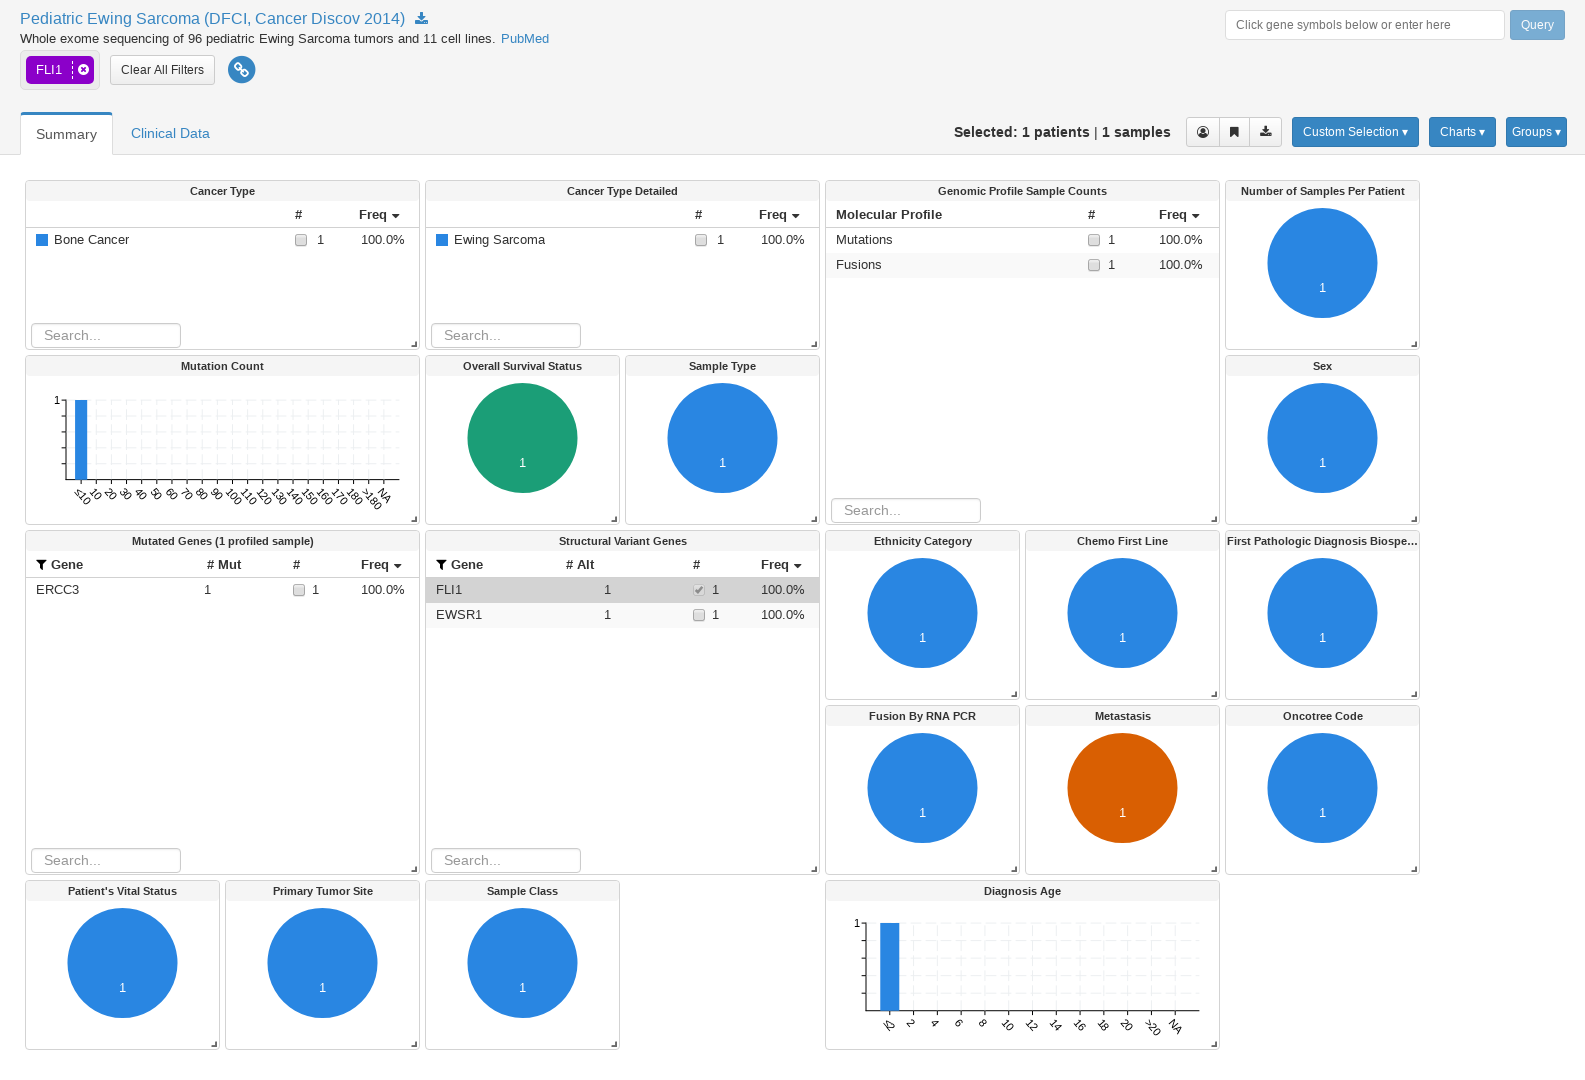 Pediatric Ewing Sarcoma (DFCI, Cancer Discov 2014)
Whole exome sequencing of 96 pediatric Ewing Sarcoma tumors and 11 cell lines. PubMed
Click gene symbols below or enter here
Query
FLI1
Clear All Filters
Summary
Clinical Data
Selected: 1 patients | 1 samples
Custom Selection ▾
Charts ▾
Groups ▾
Cancer Type
# Freq
Bone Cancer 1 100.0%
Search...
Cancer Type Detailed
# Freq
Ewing Sarcoma 1 100.0%
Search...
Genomic Profile Sample Counts
Molecular Profile # Freq
Mutations 1 100.0%
Fusions 1 100.0%
Search...
Number of Samples Per Patient
1
Mutation Count
1
≤10 10 20 30 40 50 60 70 80 90 100 110 120 130 140 150 160 170 180 >180 NA
Overall Survival Status
1
Sample Type
1
Sex
1
Mutated Genes (1 profiled sample)
Gene # Mut # Freq
ERCC3 1 1 100.0%
Search...
Structural Variant Genes
Gene # Alt # Freq
FLI1 1 1 100.0%
EWSR1 1 1 100.0%
Search...
Ethnicity Category
1
Chemo First Line
1
First Pathologic Diagnosis Biospe...
1
Fusion By RNA PCR
1
Metastasis
1
Oncotree Code
1
Patient's Vital Status
1
Primary Tumor Site
1
Sample Class
1
Diagnosis Age
1
≤2 2 4 6 8 10 12 14 16 18 20 >20 NA